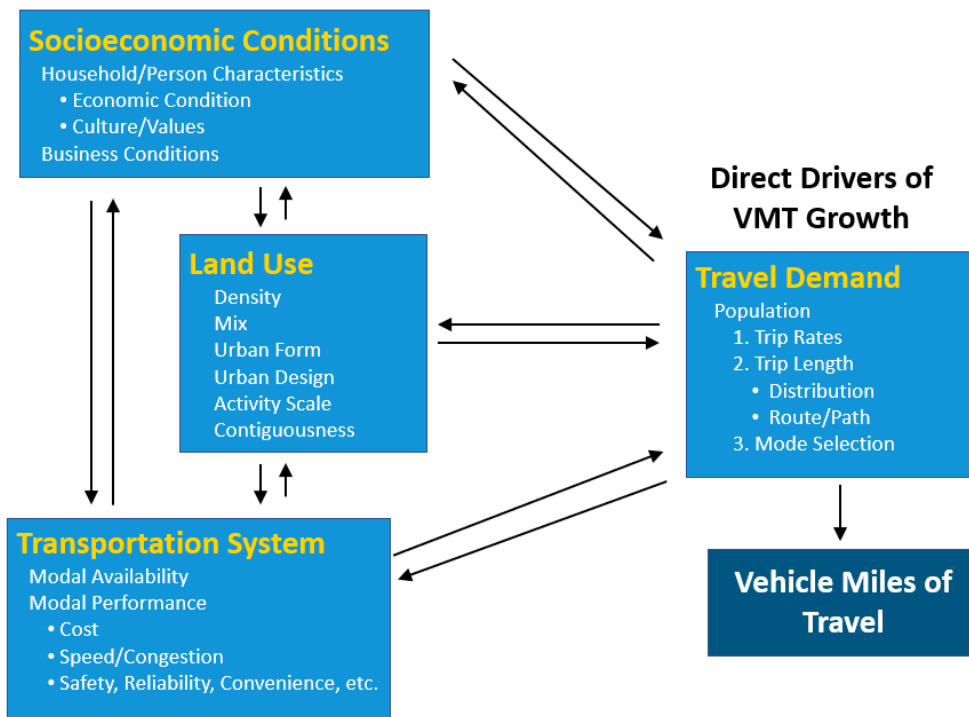 Socioeconomic Conditions
Household/Person Characteristics
• Economic Condition
• Culture/Values
Business Conditions
Land Use
Density
Mix
Urban Form
Urban Design
Activity Scale
Contiguousness
Transportation System
Modal Availability
Modal Performance
• Cost
• Speed/Congestion
• Safety, Reliability, Convenience, etc.
Direct Drivers of
VMT Growth
Travel Demand
Population
1. Trip Rates
2. Trip Length
• Distribution
• Route/Path
3. Mode Selection
Vehicle Miles of
Travel